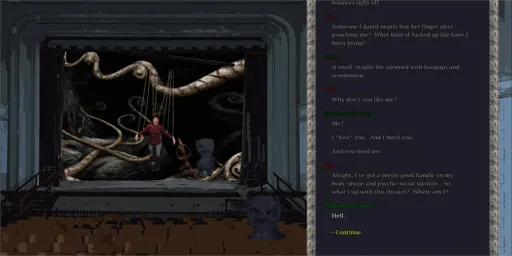 bounces right off.
Someone I dated nearly lost her finger after
punching me? What kind of fucked up life have I
been living?
A small, fragile life adorned with hangups and
resentment.
Why don't you like me?
Me?
I "love" you. And I need you.
And you need me.
Alright, I've got a pretty good handle on my
body-shape and psycho-social identity. So,
what's up with this theater? Where am I?
Hell.
~ Continue